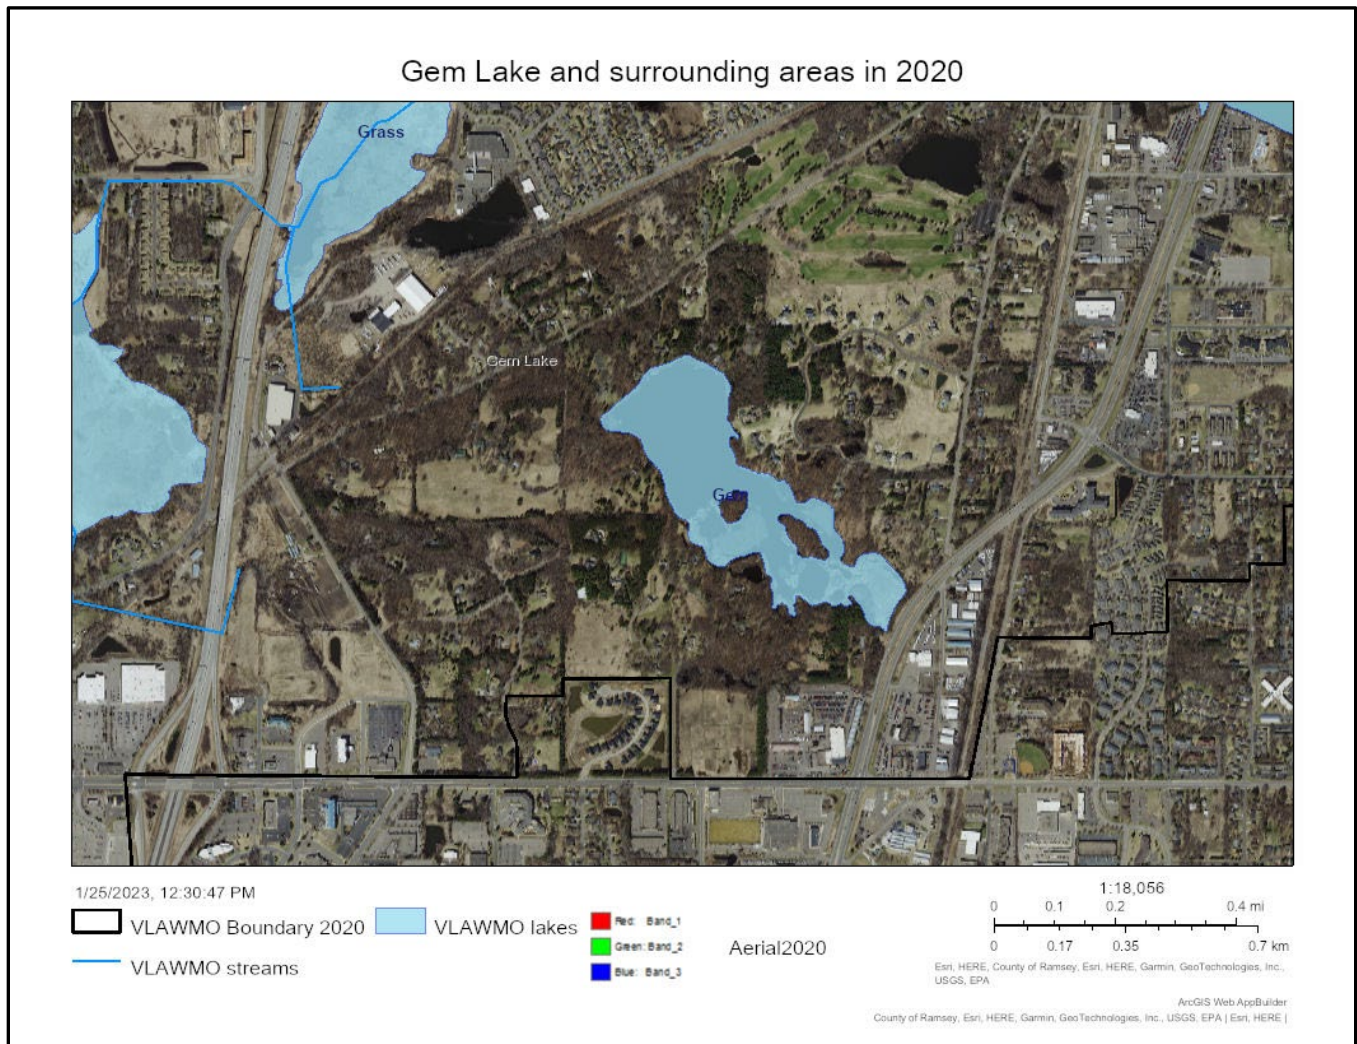 Gem Lake and surrounding areas in 2020
Grass
Gem Lake
Gem
1/25/2023, 12:30:47 PM
VLAWMO Boundary 2020
VLAWMO lakes
VLAWMO streams
Red: Band_1
Green: Band_2
Blue: Band_3
Aerial2020
1:18,056
0 0.1 0.2 0.4 mi
0 0.17 0.35 0.7 km
Esri, HERE, County of Ramsey, Esri, HERE, Garmin, GeoTechnologies, Inc.,
USGS, EPA
ArcGIS Web AppBuilder
County of Ramsey, Esri, HERE, Garmin, GeoTechnologies, Inc., USGS, EPA | Esri, HERE |